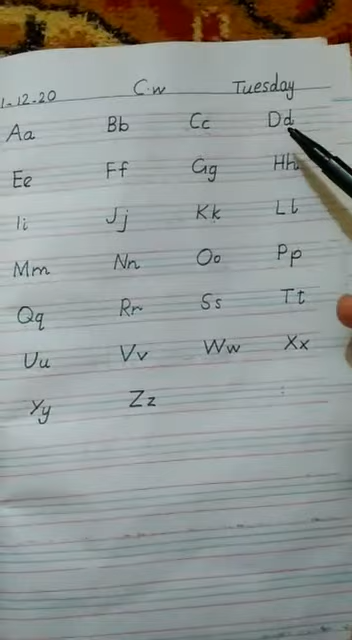 1-12.20 C.w Tuesday
Aa Bb Cc Dd
Ee Ff Gg Hh
Ii Jj Kk Ll
Mm Nn Oo Pp
Qq Rr Ss Tt
Uu Vv Ww Xx
Yy Zz